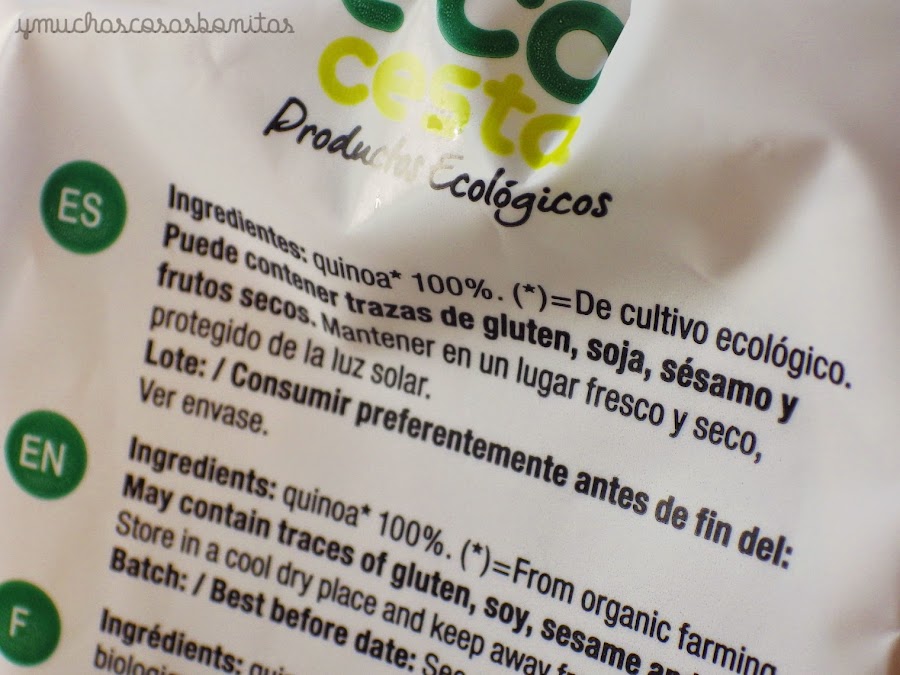 ymuchascosasbonitas
eco
cesta
Productos Ecológicos
ES
Ingredientes: quinoa* 100%. (*)=De cultivo ecológico.
Puede contener trazas de gluten, soja, sésamo y
frutos secos. Mantener en un lugar fresco y seco,
protegido de la luz solar.
Lote: / Consumir preferentemente antes de fin del:
Ver envase.
EN
Ingredients: quinoa* 100%. (*)=From organic farming
May contain traces of gluten, soy, sesame
Store in a cool dry place and keep away
Batch: / Best before date:
F
Ingrédients: